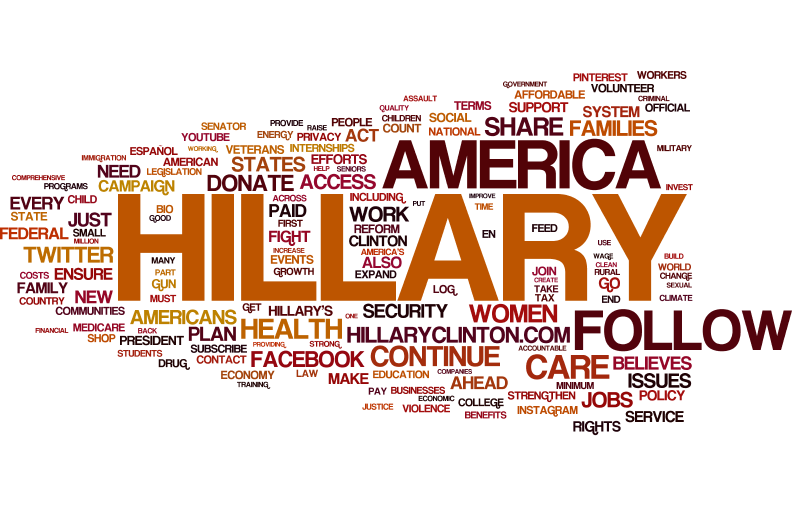 PINTEREST
WORKERS
GOVERNMENT
VOLUNTEER
AFFORDABLE
ASSAULT
CRIMINAL
QUALITY
TERMS
SUPPORT
SYSTEM
OFFICIAL
CHILDREN
SOCIAL
SENATOR
PROVIDE
RAISE
PEOPLE
COUNT
NATIONAL
SHARE
FAMILIES
YOUTUBE
ENERGY
PRIVACY
ACT
ESPAÑOL
WORKING
VETERANS
INTERNSHIPS
AMERICA
MILITARY
IMMIGRATION
AMERICAN
STATES
EFFORTS
NEED
LEGISLATION
HELP
SENIORS
COMPREHENSIVE
PROGRAMS
CAMPAIGN
DONATE
ACCESS
INVEST
EVERY
CHILD
HILLARY
ACROSS
INCLUDING
PUT
IMPROVE
TIME
STATE
JUST
BIO
GOOD
PAID
FIRST
WORK
FEDERAL
SMALL
MILLION
FIGHT
REFORM
CLINTON
EN
FEED
USE
TWITTER
MANY
INCREASE
EVENTS
GROWTH
AMERICA'S
ALSO
EXPAND
WAGE
CLEAN
RURAL
BUILD
WORLD
CHANGE
SEXUAL
COSTS
ENSURE
PART
GUN
JOIN
CREATE
TAKE
TAX
GO
END
FAMILY
COUNTRY
NEW
MUST
LOG
CLIMATE
COMMUNITIES
AMERICANS
GET
HILLARY'S
ONE
SECURITY
WOMEN
FOLLOW
FINANCIAL
MEDICARE
BACK
PLAN
HEALTH
HILLARYCLINTON.COM
SHOP
PRESIDENT
SUBSCRIBE
PROVIDING
STRONG
ACCOUNTABLE
STUDENTS
DRUG
CONTACT
FACEBOOK
CONTINUE
CARE
BELIEVES
ECONOMY
TRAINING
LAW
MAKE
EDUCATION
COMPANIES
AHEAD
MINIMUM
ISSUES
PAY
BUSINESSES
ECONOMIC
COLLEGE
STRENGTHEN
JOBS
POLICY
JUSTICE
VIOLENCE
BENEFITS
INSTAGRAM
SERVICE
RIGHTS